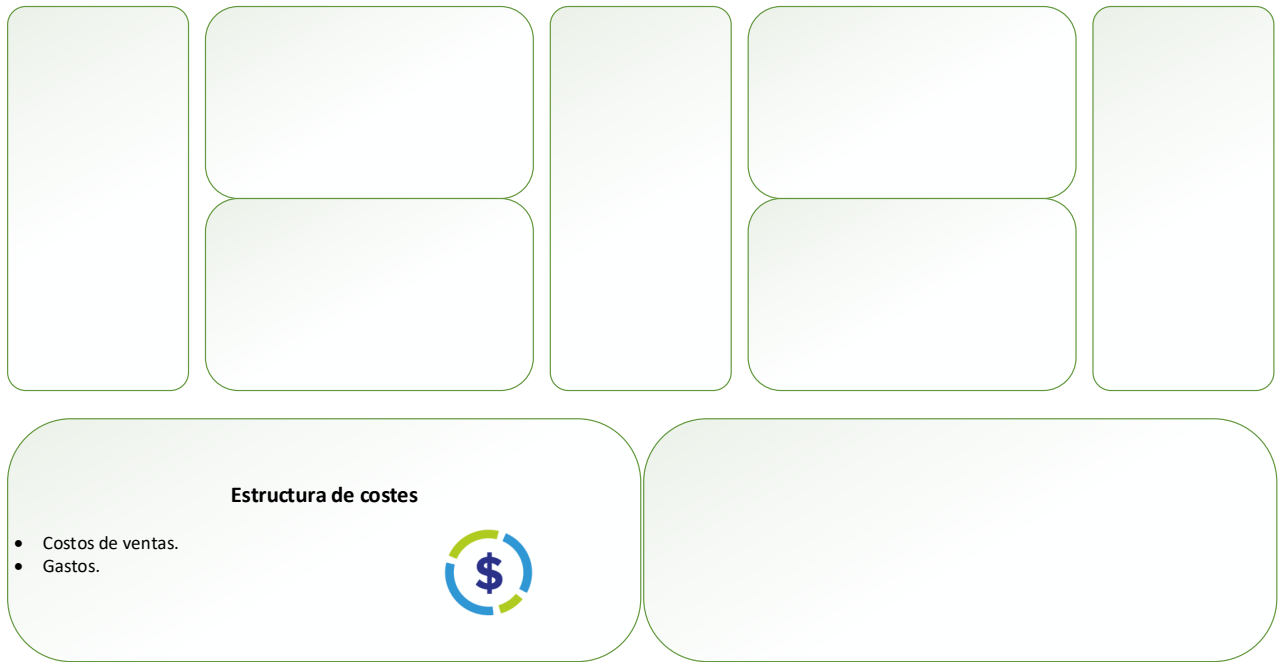 Estructura de costes
• Costos de ventas.
• Gastos.
$